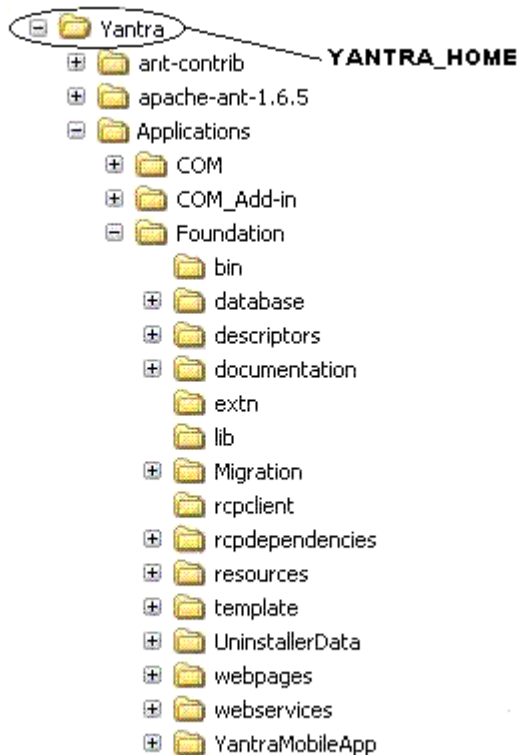 Yantra
YANTRA_HOME
ant-contrib
apache-ant-1.6.5
Applications
COM
COM_Add-in
Foundation
bin
database
descriptors
documentation
extn
lib
Migration
rcpclient
rcpdependencies
resources
template
UninstallerData
webpages
webservices
YantraMobileApp